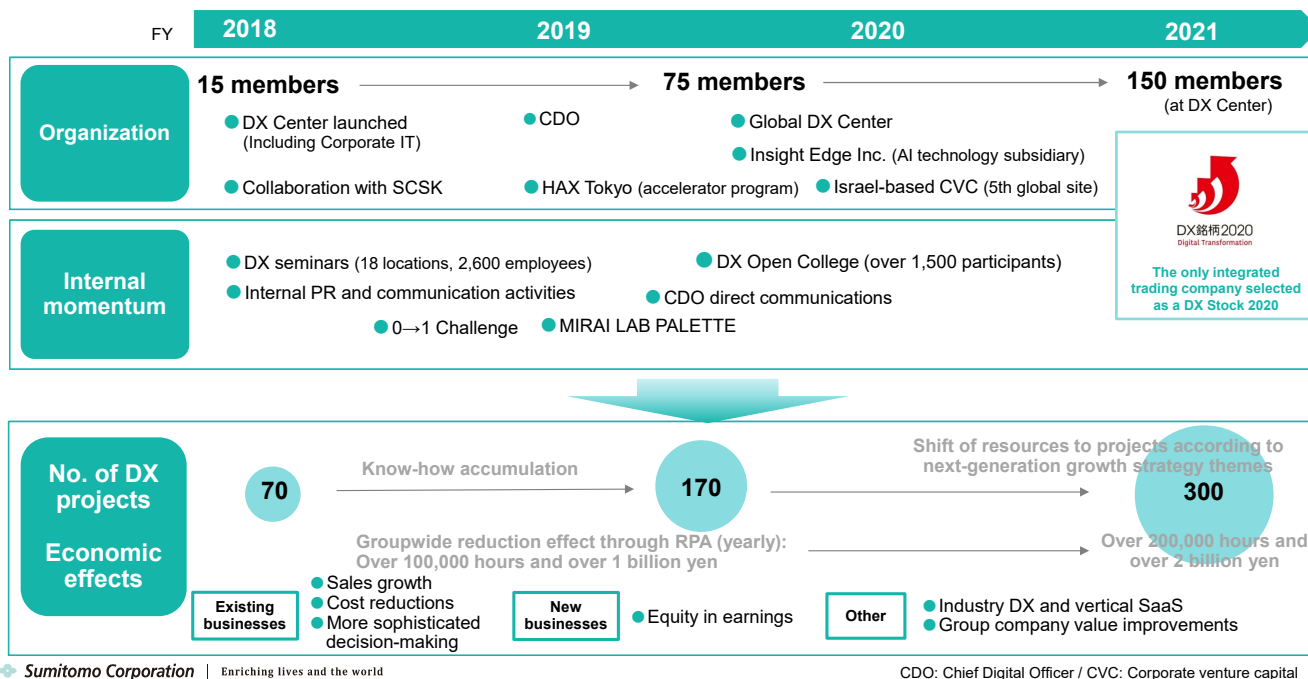 FY 2018 2019 2020 2021
Organization
15 members
75 members
150 members
(at DX Center)
DX Center launched
(Including Corporate IT)
CDO
Global DX Center
Insight Edge Inc. (AI technology subsidiary)
Collaboration with SCSK
HAX Tokyo (accelerator program)
Israel-based CVC (5th global site)
DX銘柄2020
Digital Transformation
The only integrated
trading company selected
as a DX Stock 2020
Internal
momentum
DX seminars (18 locations, 2,600 employees)
DX Open College (over 1,500 participants)
Internal PR and communication activities
CDO direct communications
0→1 Challenge
MIRAI LAB PALETTE
No. of DX
projects
Economic
effects
70
Know-how accumulation
170
Shift of resources to projects according to
next-generation growth strategy themes
300
Groupwide reduction effect through RPA (yearly):
Over 100,000 hours and over 1 billion yen
Over 200,000 hours and
over 2 billion yen
Existing
businesses
Sales growth
Cost reductions
More sophisticated
decision-making
New
businesses
Equity in earnings
Other
Industry DX and vertical SaaS
Group company value improvements
Sumitomo Corporation | Enriching lives and the world
CDO: Chief Digital Officer / CVC: Corporate venture capital